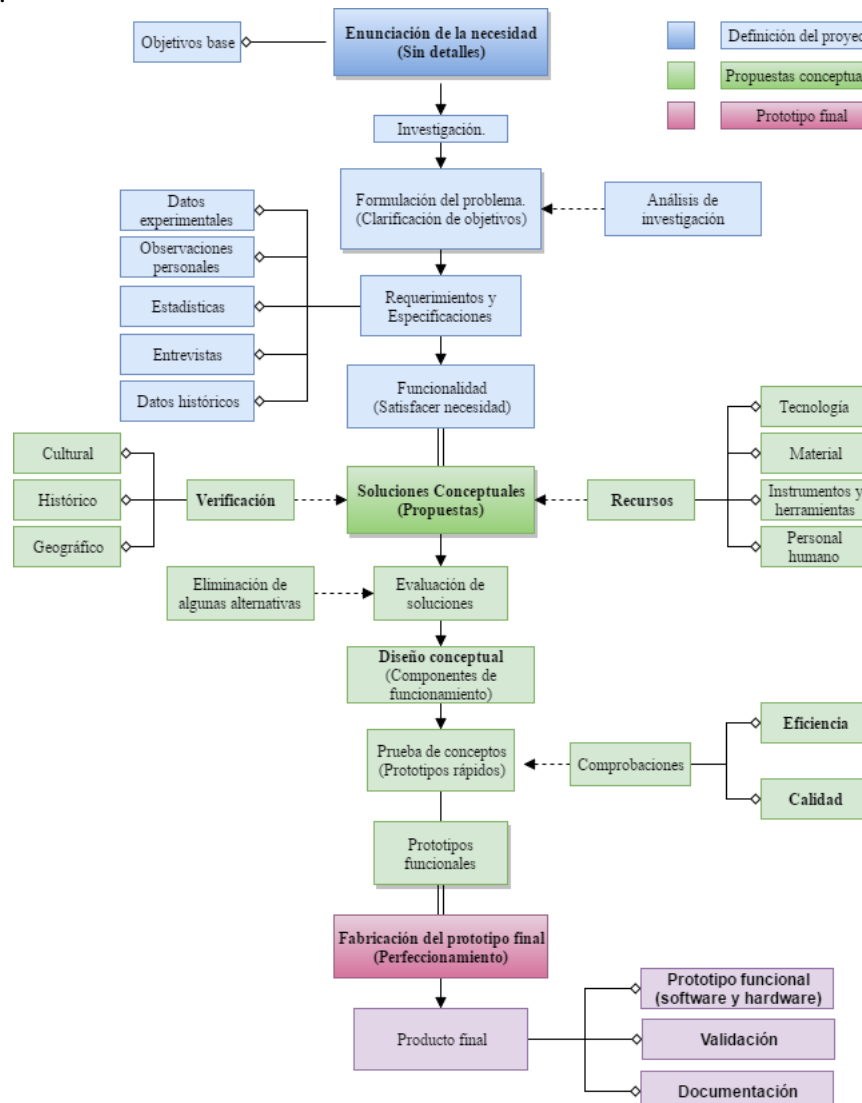 Objetivos base
Enunciación de la necesidad
(Sin detalles)
Definición del proyec
Propuestas conceptua
Prototipo final
Investigación.
Formulación del problema.
(Clarificación de objetivos)
Análisis de
investigación
Datos
experimentales
Observaciones
personales
Estadísticas
Entrevistas
Datos históricos
Requerimientos y
Especificaciones
Funcionalidad
(Satisfacer necesidad)
Cultural
Histórico
Geográfico
Verificación
Soluciones Conceptuales
(Propuestas)
Recursos
Tecnología
Material
Instrumentos y
herramientas
Personal
humano
Eliminación de
algunas alternativas
Evaluación de
soluciones
Diseño conceptual
(Componentes de
funcionamiento)
Prueba de conceptos
(Prototipos rápidos)
Comprobaciones
Eficiencia
Calidad
Prototipos
funcionales
Fabricación del prototipo final
(Perfeccionamiento)
Producto final
Prototipo funcional
(software y hardware)
Validación
Documentación